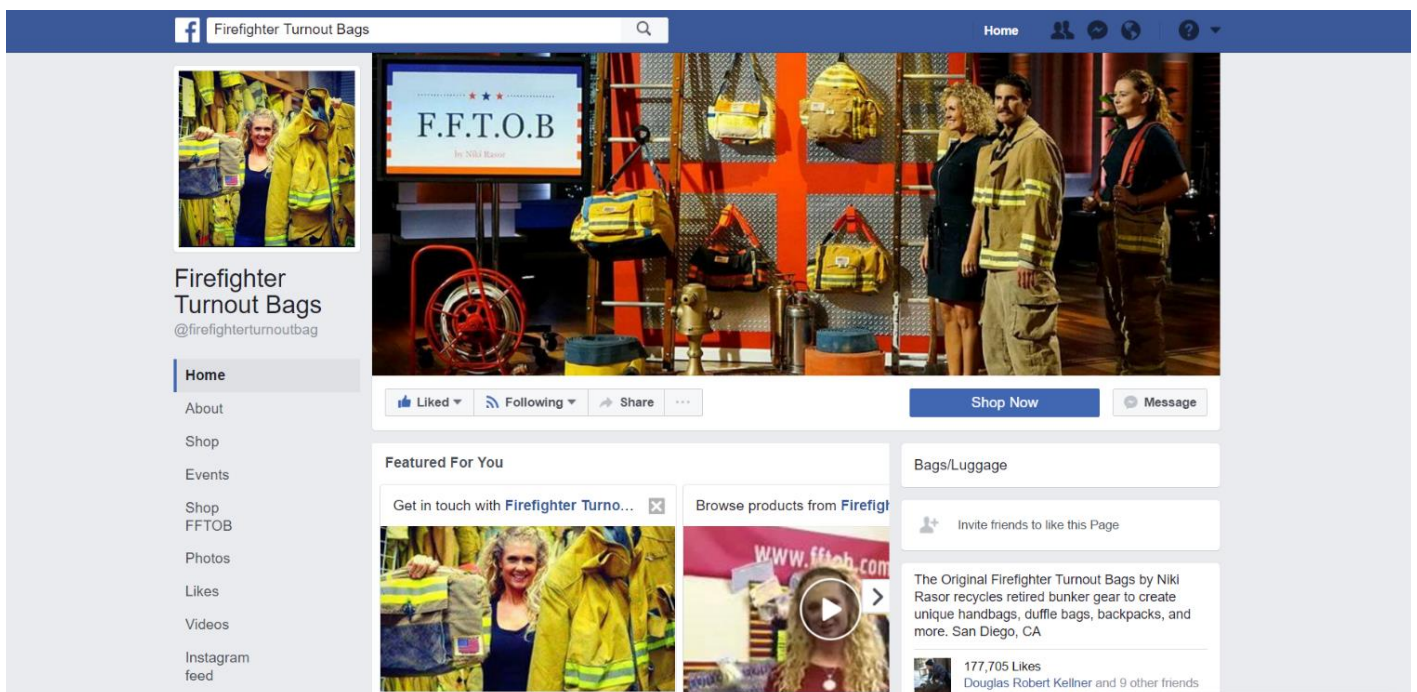 f
Firefighter Turnout Bags
Home
Firefighter
Turnout Bags
@firefighterturnoutbag
Home
About
Shop
Events
Shop
FFTOB
Photos
Likes
Videos
Instagram
feed
F.F.T.O.B
by Niki Rasor
Liked
Following
Share
Shop Now
Message
Featured For You
Get in touch with Firefighter Turno...
Browse products from Firefigh
www.fftob.com
Bags/Luggage
Invite friends to like this Page
The Original Firefighter Turnout Bags by Niki
Rasor recycles retired bunker gear to create
unique handbags, duffle bags, backpacks, and
more. San Diego, CA
177,705 Likes
Douglas Robert Kellner and 9 other friends